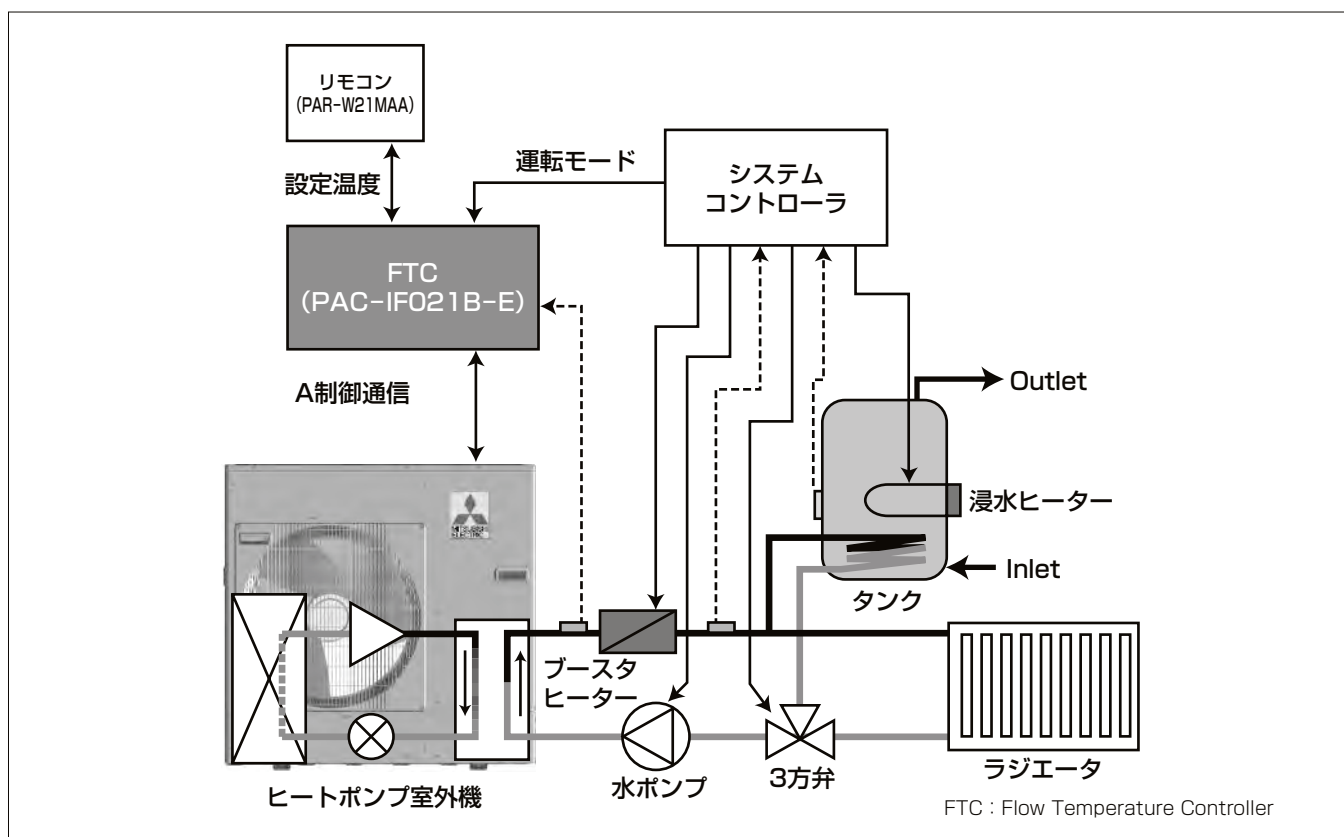 リモコン
(PAR-W21MAA)
設定温度
運転モード
システム
コントローラ
FTC
(PAC-IF021B-E)
A制御通信
Outlet
浸水ヒーター
Inlet
タンク
MITSUBISHI
ELECTRIC
ブースタ
ヒーター
水ポンプ
3方弁
ラジエータ
ヒートポンプ室外機
FTC：Flow Temperature Controller